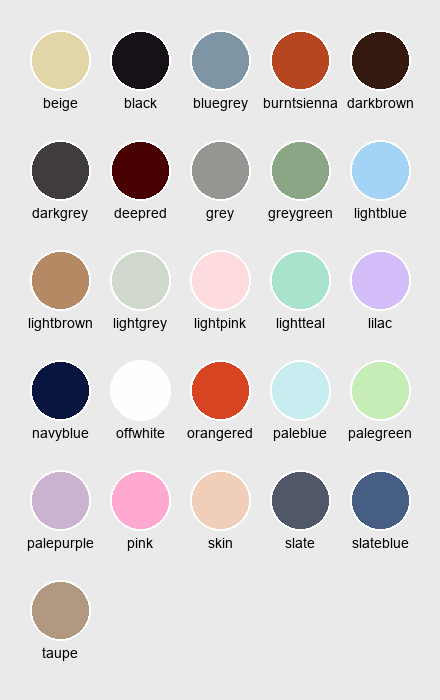 beige black bluegrey burntsienna darkbrown
darkgrey deepred grey greygreen lightblue
lightbrown lightgrey lightpink lightteal lilac
navyblue offwhite orangered paleblue palegreen
palepurple pink skin slate slateblue
taupe